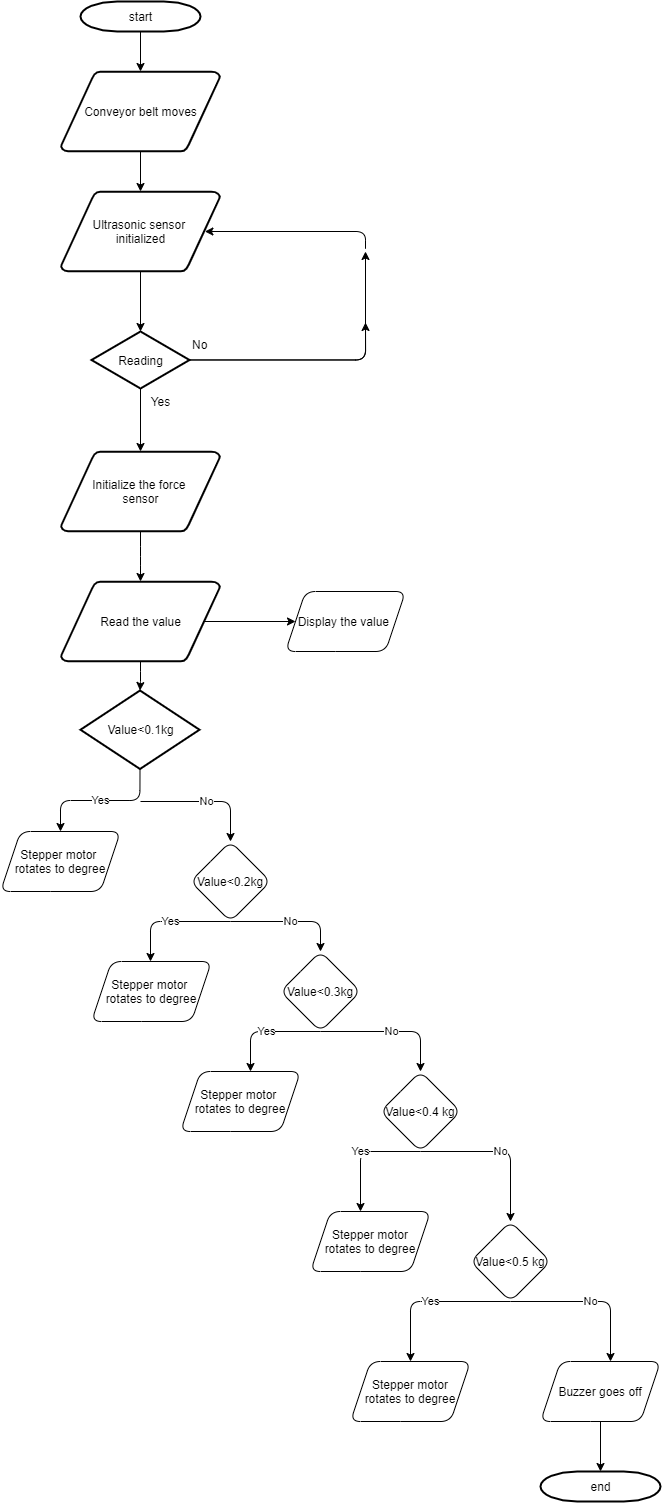 start
Conveyor belt moves
Ultrasonic sensor
initialized
No
Reading
Yes
Initialize the force
sensor
Read the value
Display the value
Value<0.1kg
Yes
No
Stepper motor
rotates to degree
Value<0.2kg
Yes
No
Stepper motor
rotates to degree
Value<0.3kg
Yes
No
Stepper motor
rotates to degree
Value<0.4 kg
Yes
No
Stepper motor
rotates to degree
Value<0.5 kg
Yes
No
Stepper motor
rotates to degree
Buzzer goes off
end